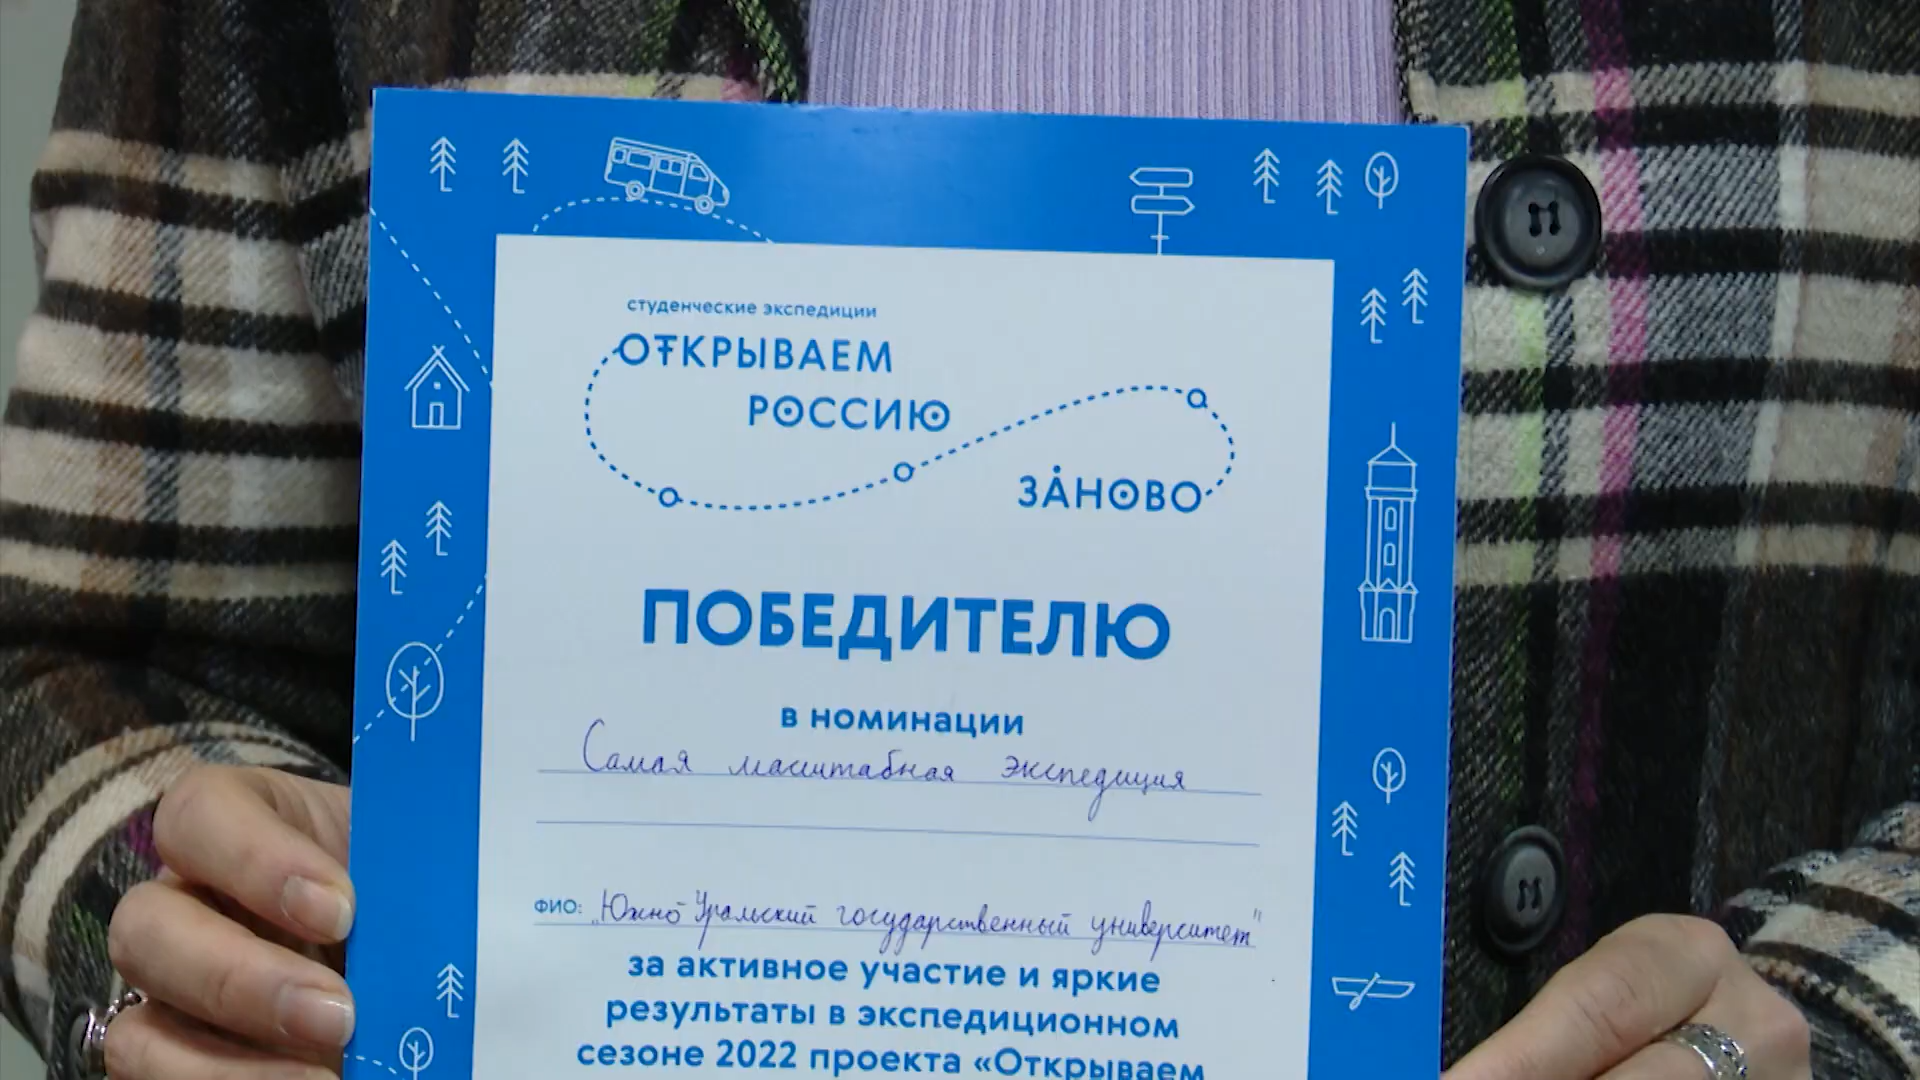 студенческие экспедиции
ОТКРЫВАЕМ
РОССИЮ
ЗАНОВО
ПОБЕДИТЕЛЮ
в номинации
Самая масштабная экспедиция
ФИО: „Южно-Уральский государственный университет"
за активное участие и яркие
результаты в экспедиционном
сезоне 2022 проекта «Открываем